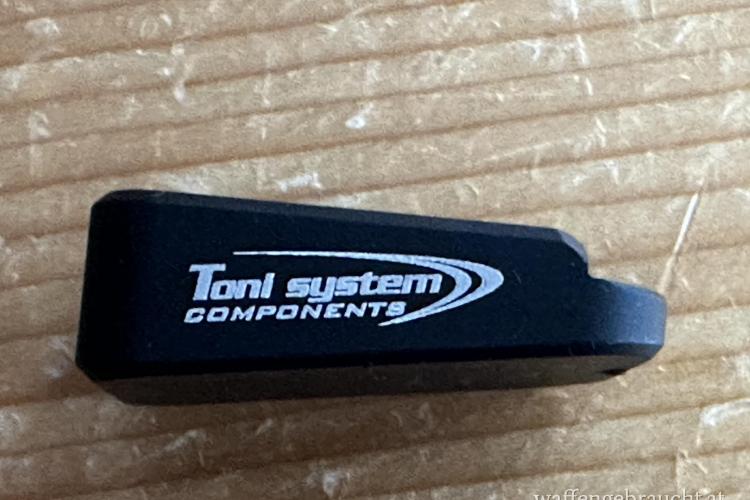 Toni system
COMPONENTS
waffengebraucht.at